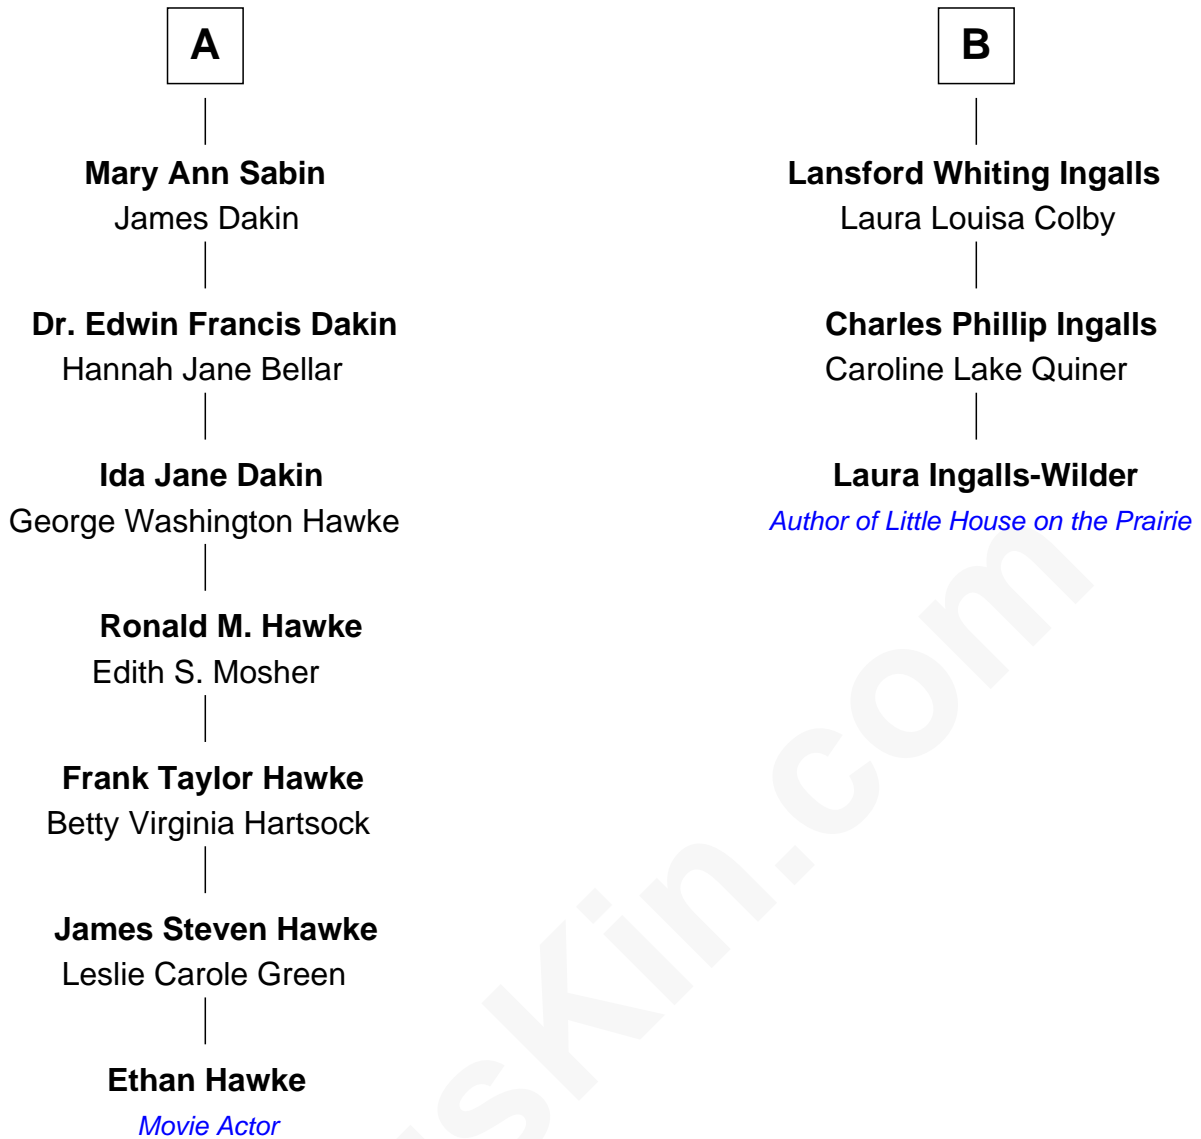 A
Mary Ann Sabin
James Dakin
Dr. Edwin Francis Dakin
Hannah Jane Bellar
Ida Jane Dakin
George Washington Hawke
Ronald M. Hawke
Edith S. Mosher
Frank Taylor Hawke
Betty Virginia Hartsock
James Steven Hawke
Leslie Carole Green
Ethan Hawke
Movie Actor
B
Lansford Whiting Ingalls
Laura Louisa Colby
Charles Phillip Ingalls
Caroline Lake Quiner
Laura Ingalls-Wilder
Author of Little House on the Prairie
sKin.com